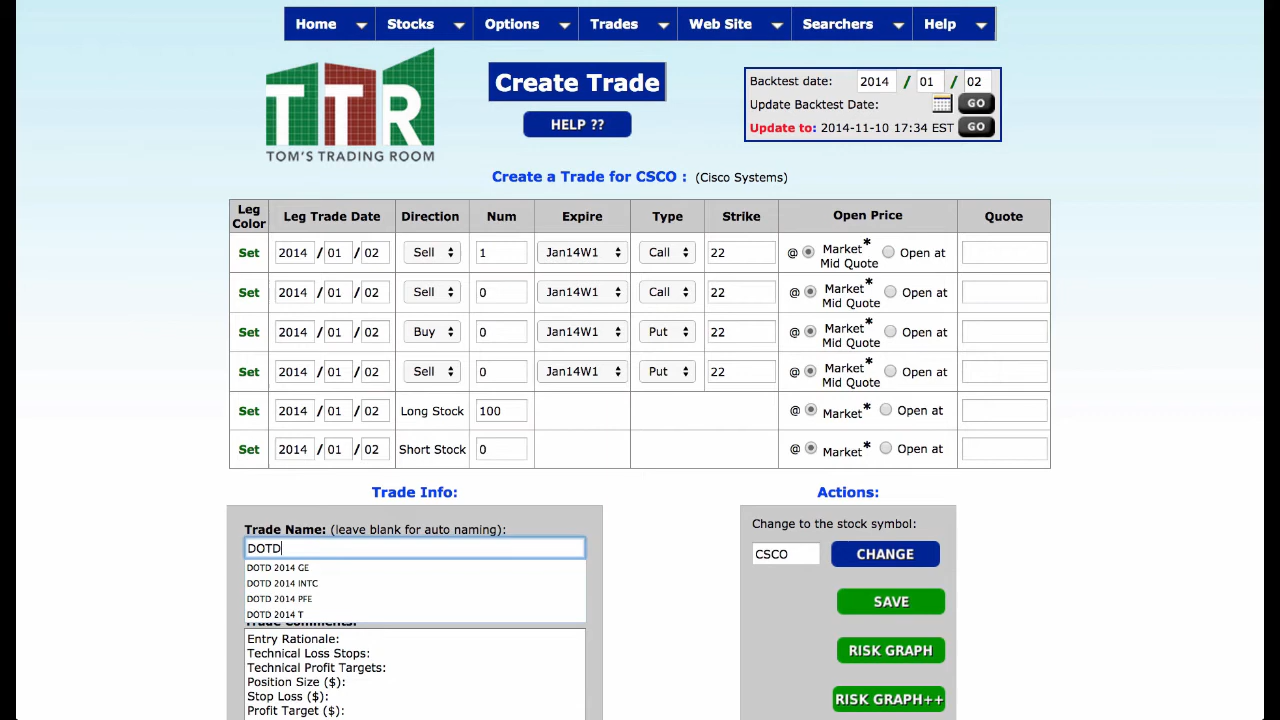 Home Stocks Options Trades Web Site Searchers Help
TTR
TOM'S TRADING ROOM
Create Trade
HELP ??
Backtest date: 2014 / 01 / 02
Update Backtest Date: GO
Update to: 2014-11-10 17:34 EST GO
Create a Trade for CSCO : (Cisco Systems)
Leg Color Leg Trade Date Direction Num Expire Type Strike Open Price Quote
Set 2014 / 01 / 02 Sell 1 Jan14W1 Call 22 @ Market* Mid Quote Open at
Set 2014 / 01 / 02 Sell 0 Jan14W1 Call 22 @ Market* Mid Quote Open at
Set 2014 / 01 / 02 Buy 0 Jan14W1 Put 22 @ Market* Mid Quote Open at
Set 2014 / 01 / 02 Sell 0 Jan14W1 Put 22 @ Market* Mid Quote Open at
Set 2014 / 01 / 02 Long Stock 100 @ Market* Open at
Set 2014 / 01 / 02 Short Stock 0 @ Market* Open at
Trade Info:
Trade Name: (leave blank for auto naming):
DOTD
DOTD 2014 GE
DOTD 2014 INTC
DOTD 2014 PFE
DOTD 2014 T
Trade Comments:
Entry Rationale:
Technical Loss Stops:
Technical Profit Targets:
Position Size ($):
Stop Loss ($):
Profit Target ($):
Actions:
Change to the stock symbol:
CSCO CHANGE
SAVE
RISK GRAPH
RISK GRAPH++